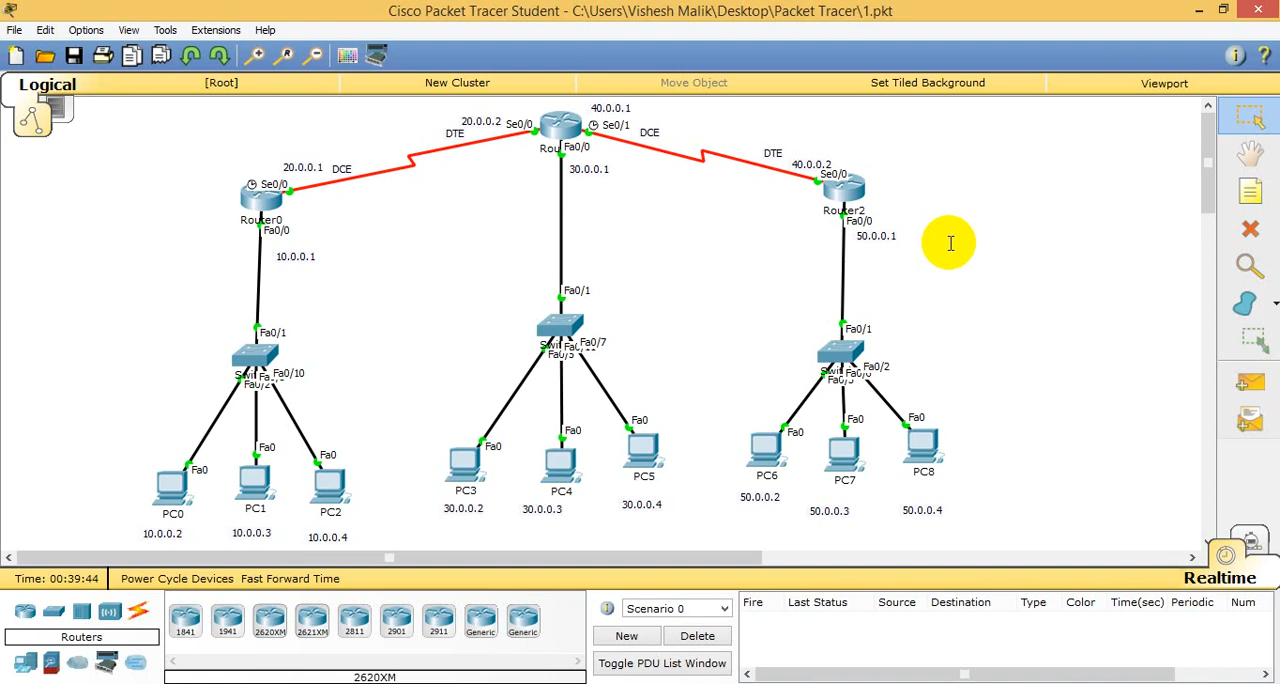 Cisco Packet Tracer Student - C:\Users\Vishesh Malik\Desktop\Packet Tracer\1.pkt
File Edit Options View Tools Extensions Help
Logical [Root] New Cluster Move Object Set Tiled Background Viewport
40.0.0.1
20.0.0.2 Se0/0 Se0/1
DTE DCE
Fa0/0
DTE
20.0.0.1 DCE 30.0.0.1 40.0.0.2
Se0/0 Se0/0
Router0 Router2
Fa0/0 Fa0/0
50.0.0.1
10.0.0.1
Fa0/1
Fa0/1 Fa0/1
Fa0/7
Fa0/10 Fa0/2
Fa0 Fa0 Fa0
Fa0 Fa0 Fa0
Fa0 Fa0 Fa0
PC3 PC4 PC5 PC6 PC7 PC8
50.0.0.2
PC0 PC1 PC2 30.0.0.2 30.0.0.3 30.0.0.4 50.0.0.3 50.0.0.4
10.0.0.2 10.0.0.3 10.0.0.4
Time: 00:39:44 Power Cycle Devices Fast Forward Time Realtime
Routers
1841 1941 2620XM 2621XM 2811 2901 2911 Generic Generic
2620XM
Scenario 0
New Delete
Toggle PDU List Window
Fire Last Status Source Destination Type Color Time(sec) Periodic Num